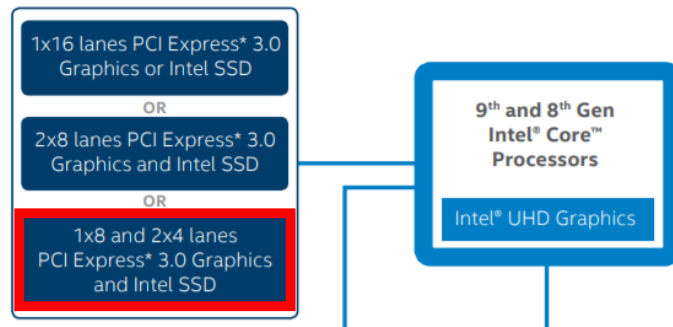 1x16 lanes PCI Express* 3.0
Graphics or Intel SSD
OR
2x8 lanes PCI Express* 3.0
Graphics and Intel SSD
OR
1x8 and 2x4 lanes
PCI Express* 3.0 Graphics
and Intel SSD
9th and 8th Gen
Intel® Core™
Processors
Intel® UHD Graphics